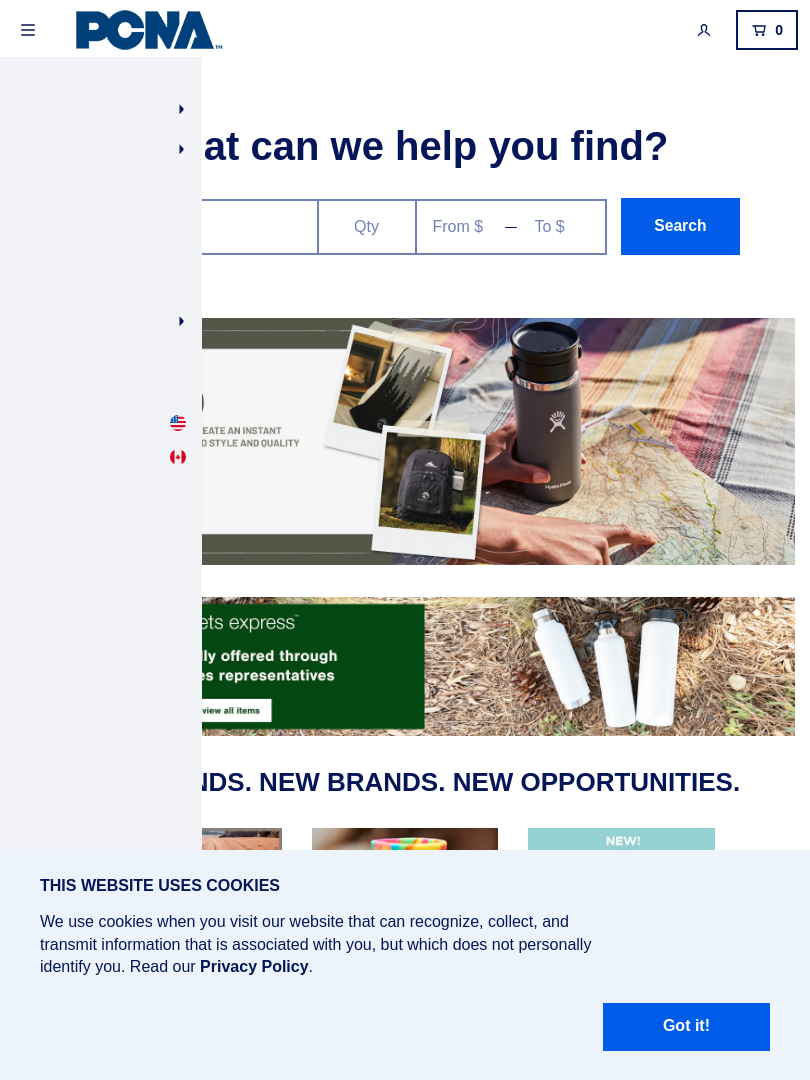 PCNA™
0
at can we help you find?
Qty
From $ — To $
Search
EATE AN INSTANT
D STYLE AND QUALITY
Hydro Flask
ets express™
lly offered through
es representatives
view all items
NDS. NEW BRANDS. NEW OPPORTUNITIES.
NEW!
THIS WEBSITE USES COOKIES
We use cookies when you visit our website that can recognize, collect, and
transmit information that is associated with you, but which does not personally
identify you. Read our Privacy Policy.
Got it!